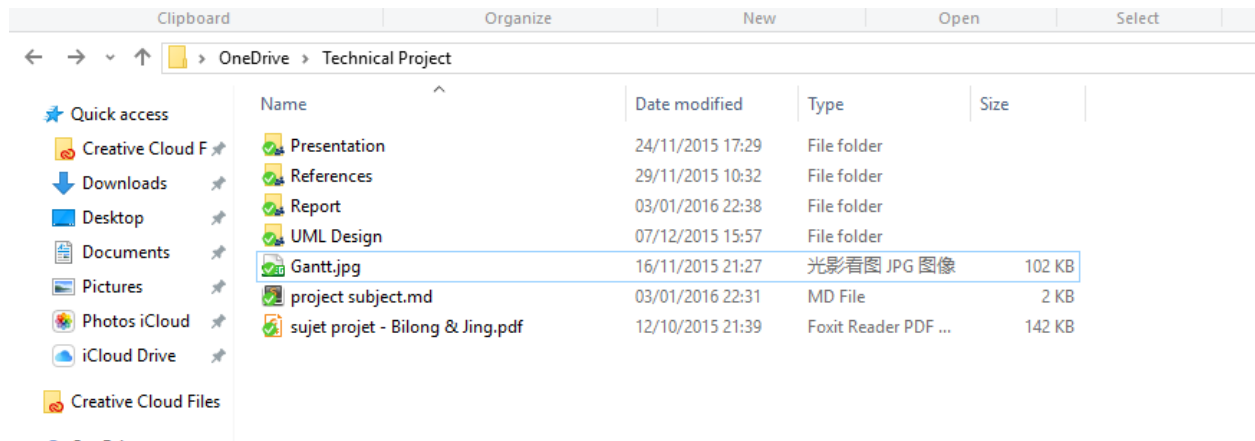 Clipboard Organize New Open Select
OneDrive › Technical Project
Quick access
Creative Cloud F
Downloads
Desktop
Documents
Pictures
Photos iCloud
iCloud Drive
Creative Cloud Files
Name Date modified Type Size
Presentation 24/11/2015 17:29 File folder
References 29/11/2015 10:32 File folder
Report 03/01/2016 22:38 File folder
UML Design 07/12/2015 15:57 File folder
Gantt.jpg 16/11/2015 21:27 光影看图 JPG 图像 102 KB
project subject.md 03/01/2016 22:31 MD File 2 KB
sujet projet - Bilong & Jing.pdf 12/10/2015 21:39 Foxit Reader PDF ... 142 KB